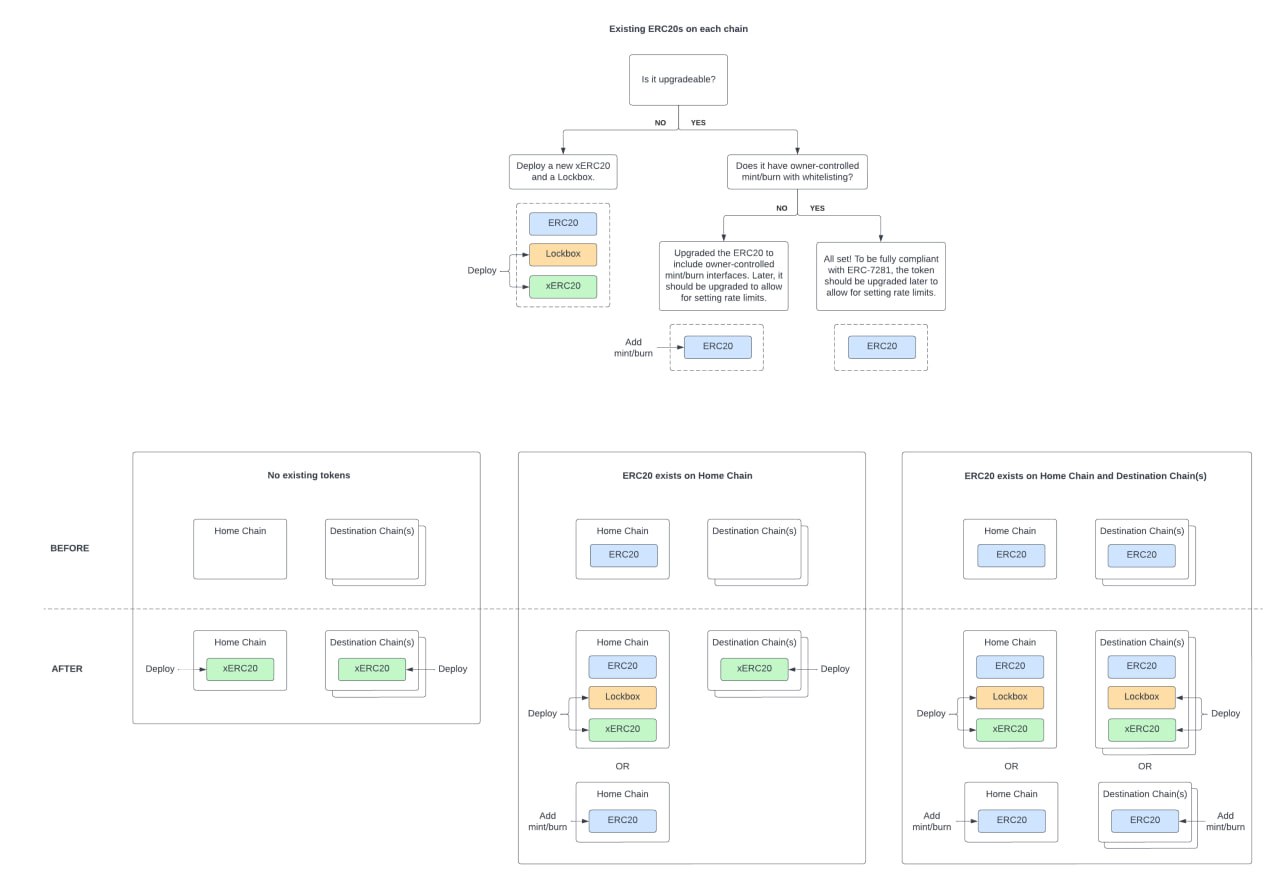 Existing ERC20s on each chain
Is it upgradeable?
NO
YES
Deploy a new xERC20
and a Lockbox.
Does it have owner-controlled
mint/burn with whitelisting?
NO
YES
ERC20
Lockbox
xERC20
Deploy
Upgraded the ERC20 to
include owner-controlled
mint/burn interfaces. Later, it
should be upgraded to allow
for setting rate limits.
All set! To be fully compliant
with ERC-7281, the token
should be upgraded later to
allow for setting rate limits.
Add
mint/burn
ERC20
ERC20
No existing tokens
ERC20 exists on Home Chain
ERC20 exists on Home Chain and Destination Chain(s)
BEFORE
Home Chain
Destination Chain(s)
Home Chain
ERC20
Destination Chain(s)
Home Chain
ERC20
Destination Chain(s)
ERC20
AFTER
Deploy
Home Chain
xERC20
Destination Chain(s)
xERC20
Deploy
Home Chain
ERC20
Lockbox
xERC20
Deploy
OR
Home Chain
ERC20
Add
mint/burn
Destination Chain(s)
xERC20
Deploy
Home Chain
ERC20
Lockbox
xERC20
Deploy
OR
Home Chain
ERC20
Add
mint/burn
Destination Chain(s)
ERC20
Lockbox
xERC20
Deploy
OR
Destination Chain(s)
ERC20
Add
mint/burn